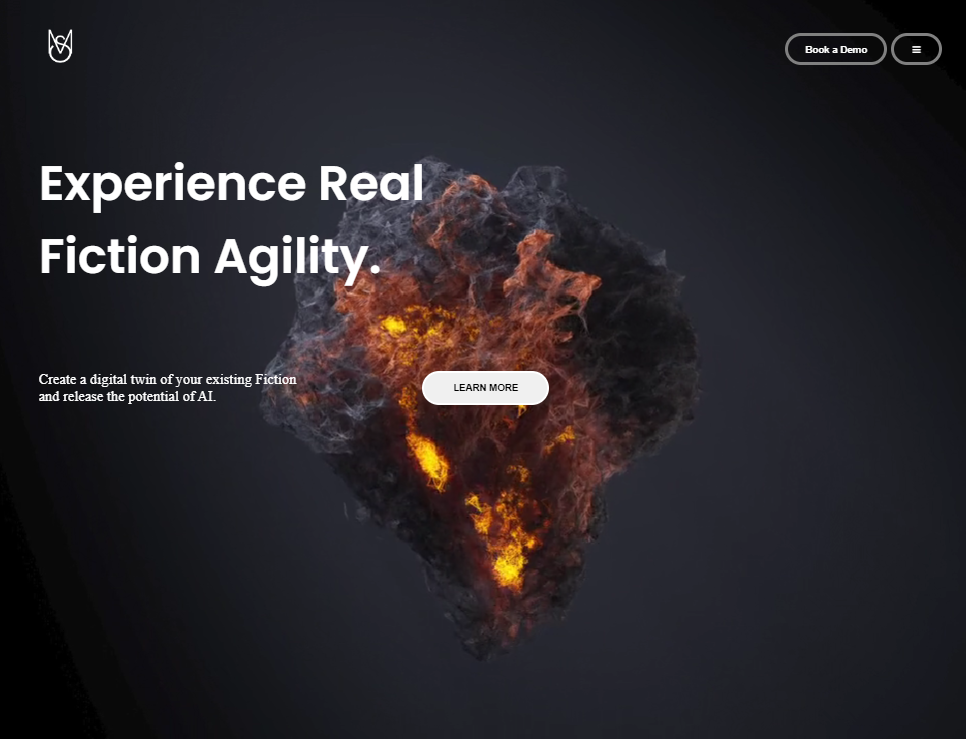 Book a Demo
Experience Real
Fiction Agility.
Create a digital twin of your existing Fiction
and release the potential of AI.
LEARN MORE